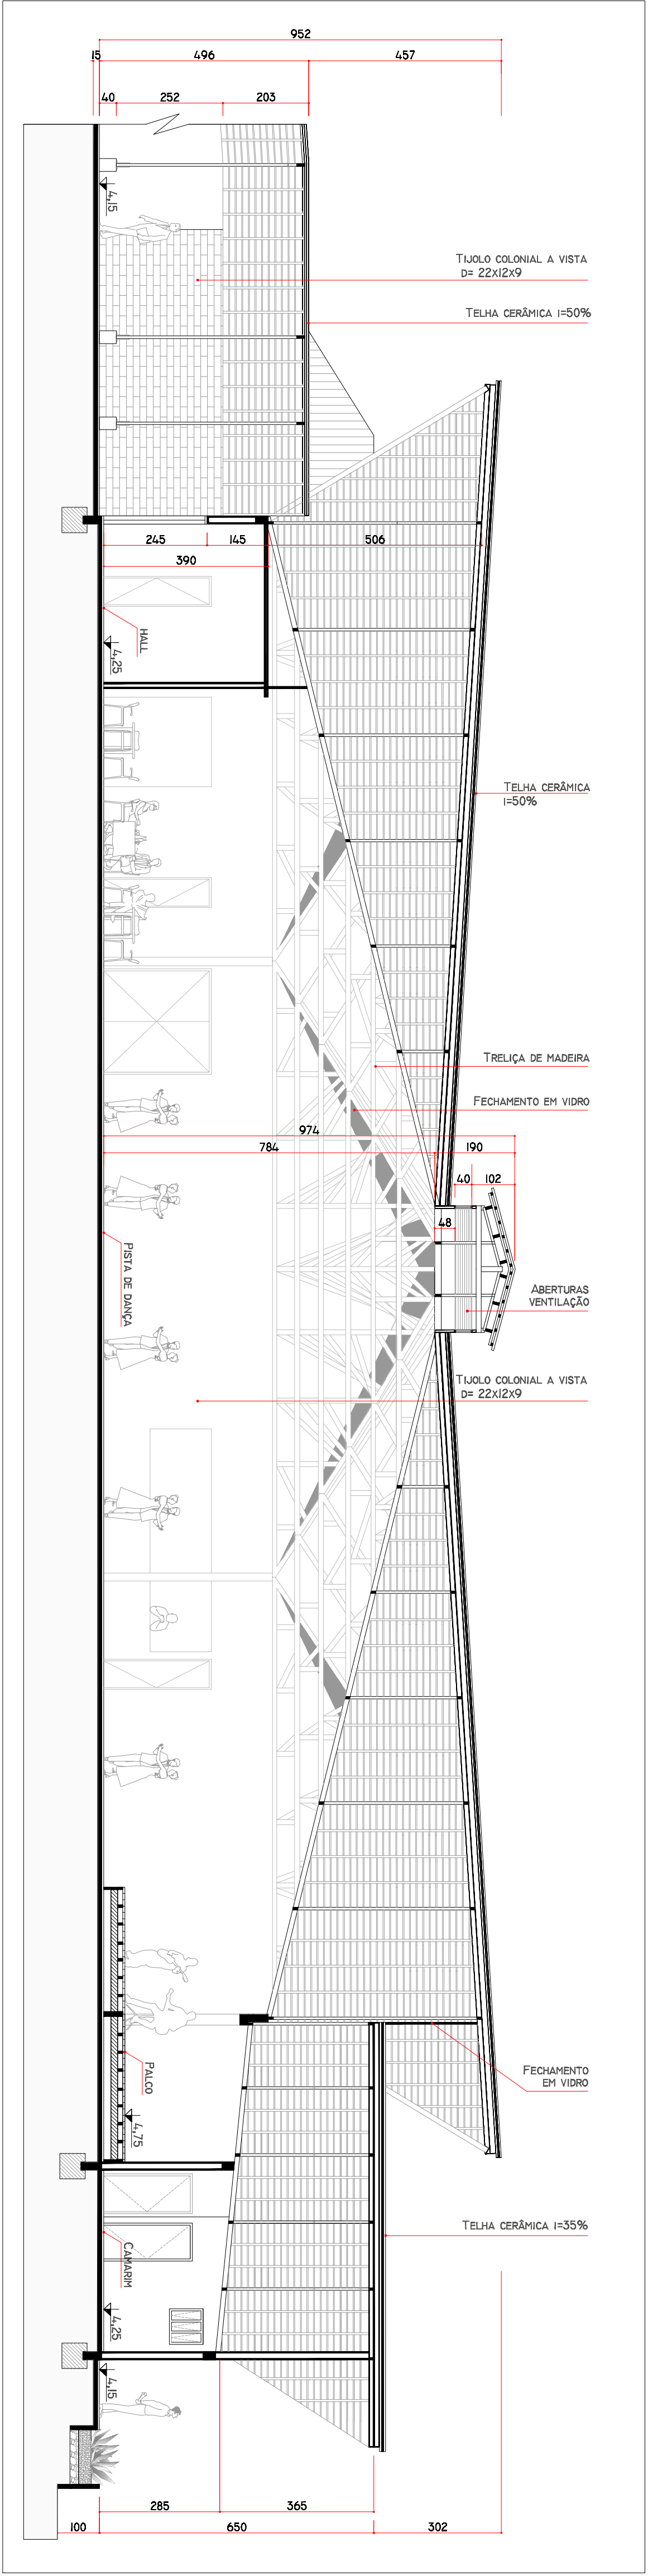 952
15
496
457
40
252
203
4,15
Tijolo colonial a vista
d= 22x12x9
Telha cerâmica i=50%
245
145
506
390
Hall
4,25
Telha cerâmica
i=50%
Treliça de madeira
Fechamento em vidro
974
784
190
40
102
48
Pista de dança
Aberturas
ventilação
Tijolo colonial a vista
d= 22x12x9
Palco
4,75
Fechamento
em vidro
Telha cerâmica i=35%
Camarim
4,25
4,15
285
365
100
650
302